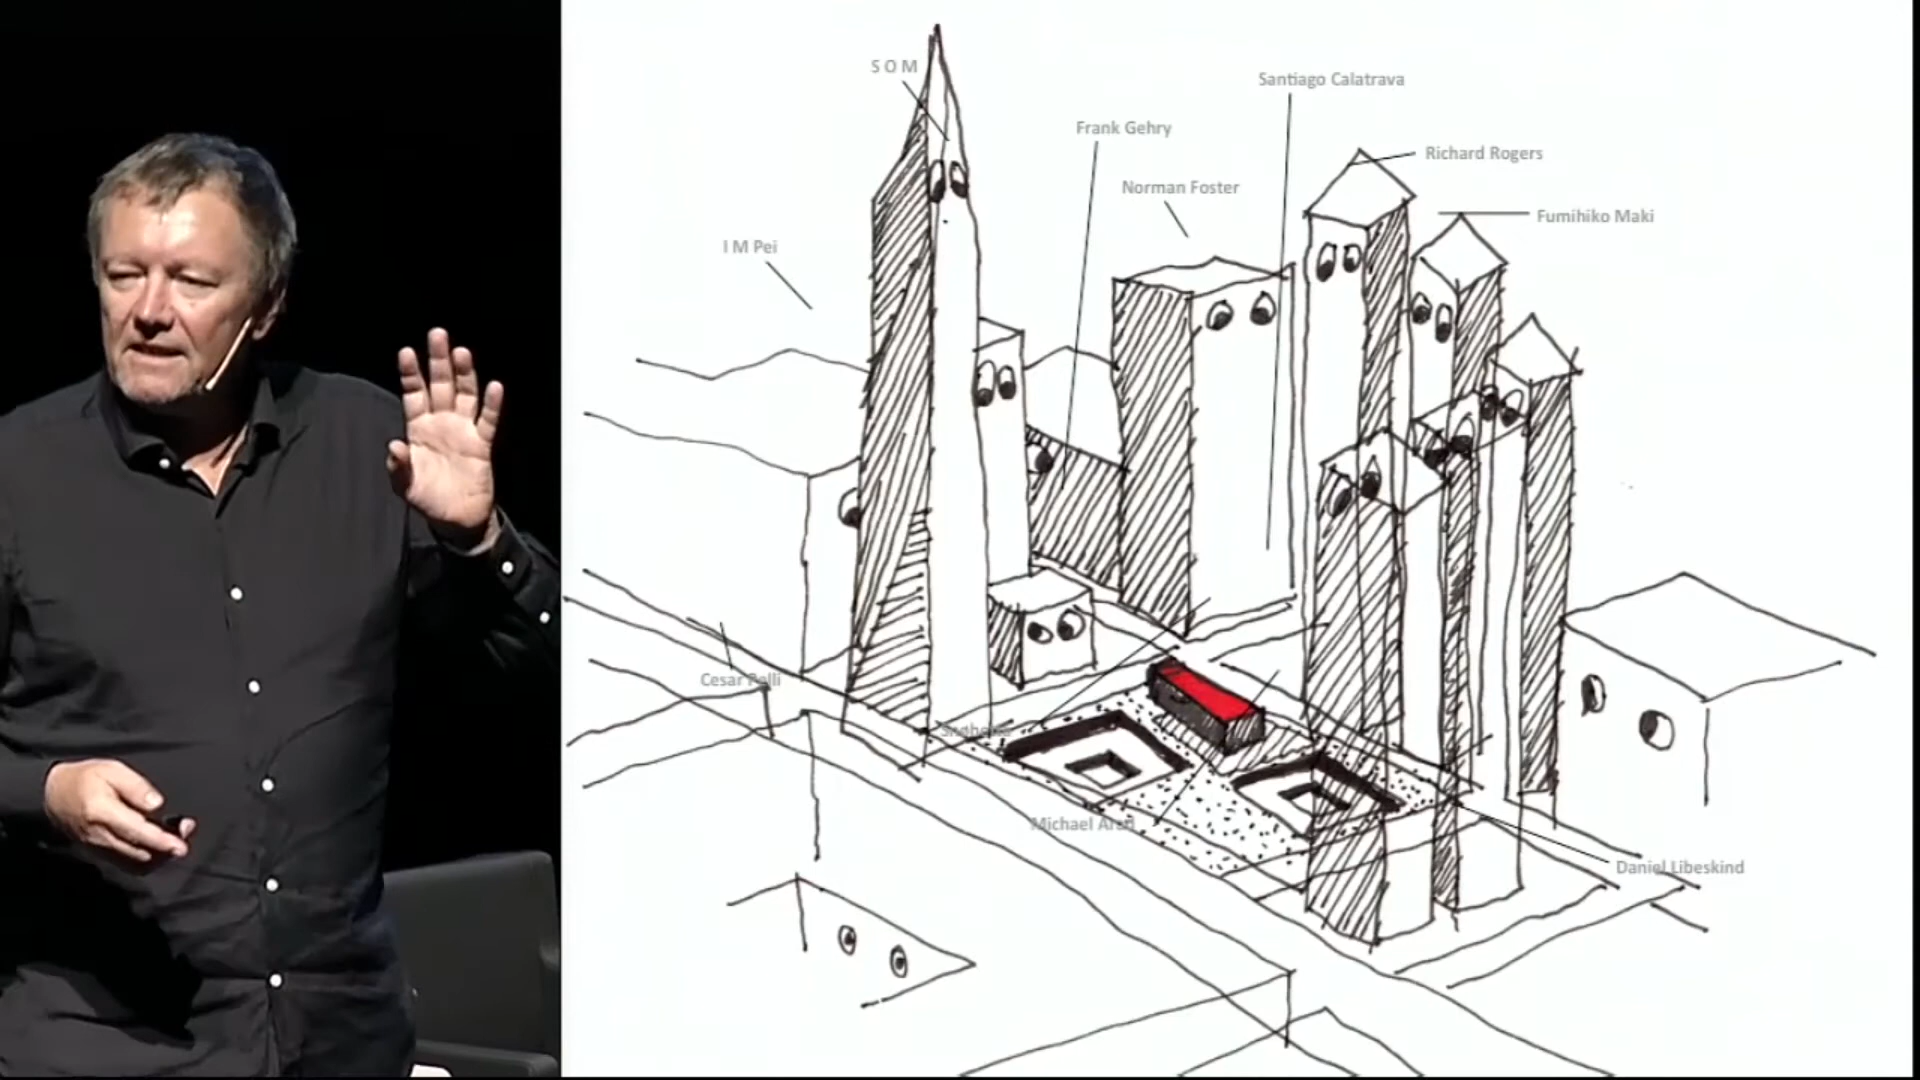 S O M
Santiago Calatrava
Frank Gehry
Richard Rogers
Norman Foster
Fumihiko Maki
I M Pei
Cesar Pelli
Michael Arad
Daniel Libeskind